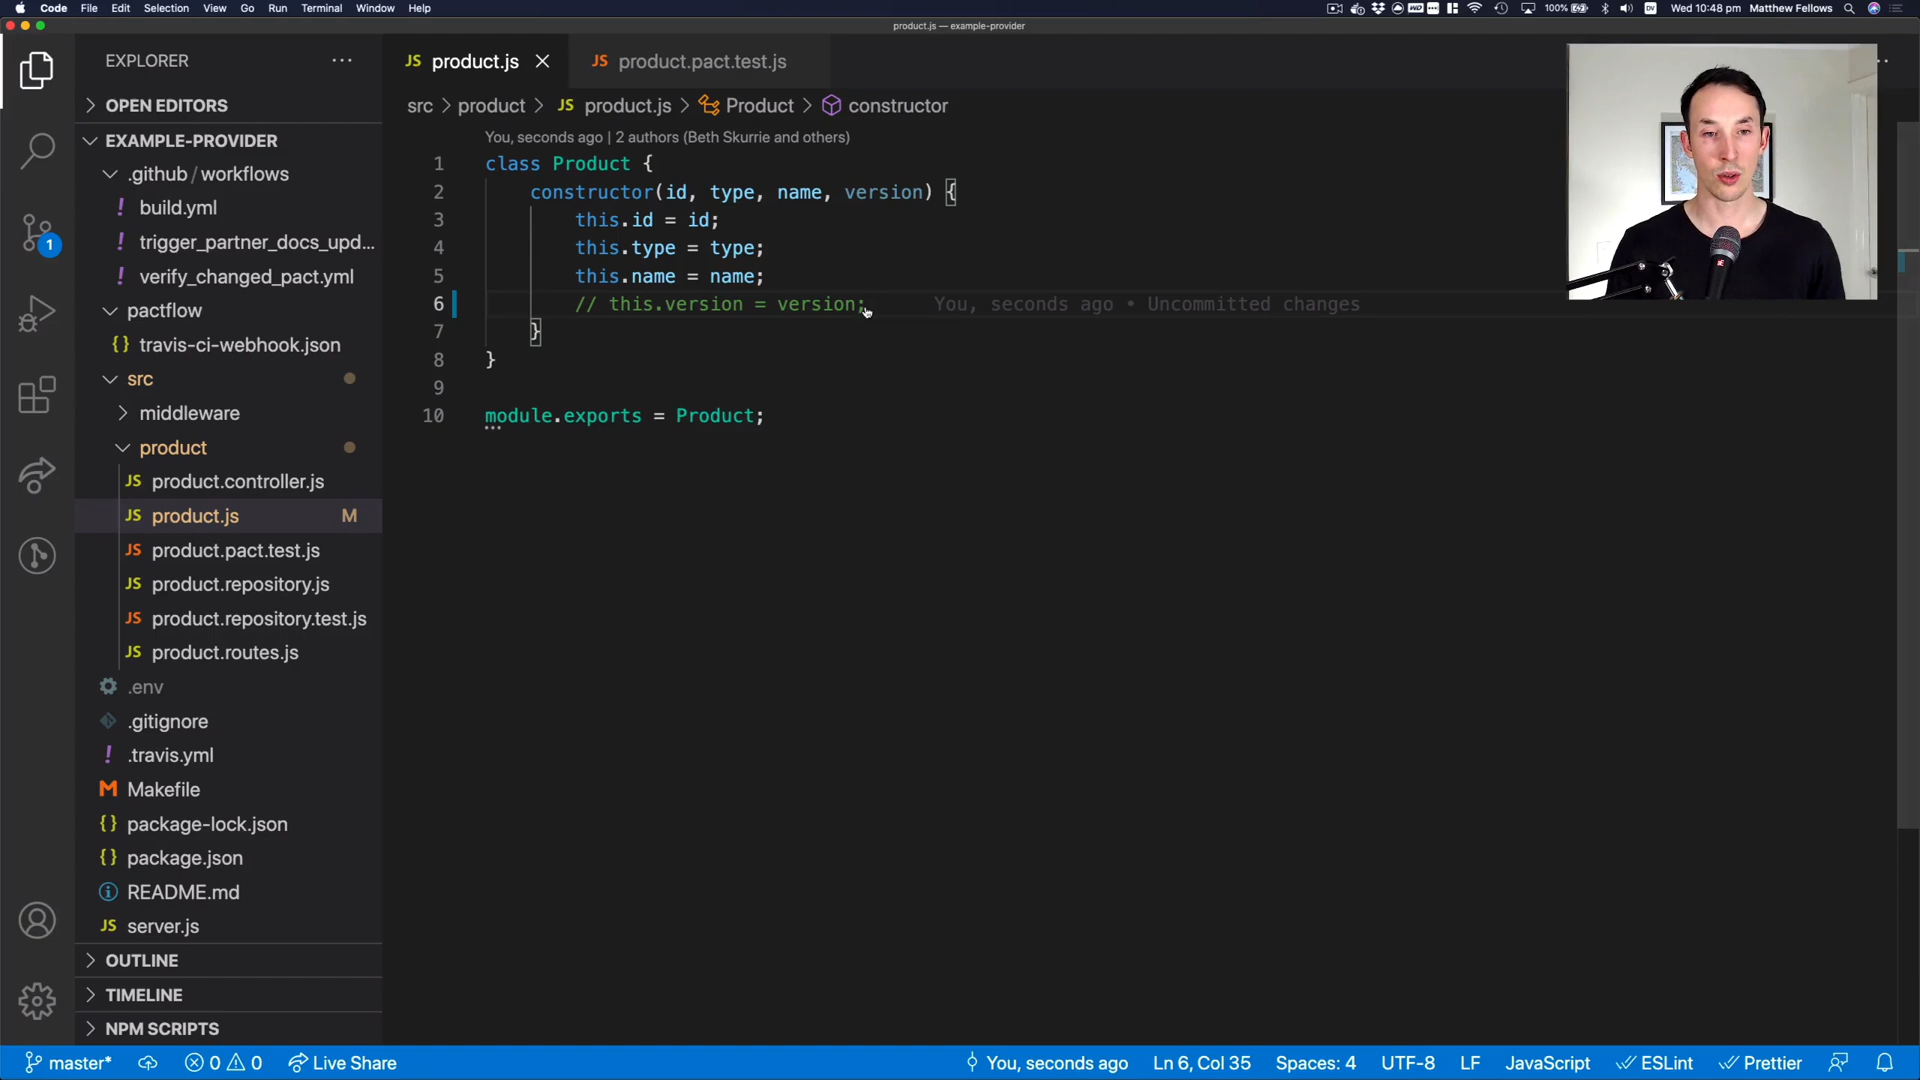 Code File Edit Selection View Go Run Terminal Window Help
100% DV Wed 10:48 pm Matthew Fellows
product.js — example-provider
EXPLORER ...
OPEN EDITORS
EXAMPLE-PROVIDER
.github / workflows
! build.yml
! trigger_partner_docs_upd...
! verify_changed_pact.yml
pactflow
{} travis-ci-webhook.json
src
middleware
product
JS product.controller.js
JS product.js M
JS product.pact.test.js
JS product.repository.js
JS product.repository.test.js
JS product.routes.js
.env
.gitignore
! .travis.yml
M Makefile
{} package-lock.json
{} package.json
README.md
JS server.js
OUTLINE
TIMELINE
NPM SCRIPTS
1
JS product.js
JS product.pact.test.js
src > product > JS product.js > Product > constructor
You, seconds ago | 2 authors (Beth Skurrie and others)
1 class Product {
2 constructor(id, type, name, version) {
3 this.id = id;
4 this.type = type;
5 this.name = name;
6 // this.version = version; You, seconds ago • Uncommitted changes
7 }
8 }
9
10 module.exports = Product;
master* 0 0 Live Share You, seconds ago Ln 6, Col 35 Spaces: 4 UTF-8 LF JavaScript ESLint Prettier